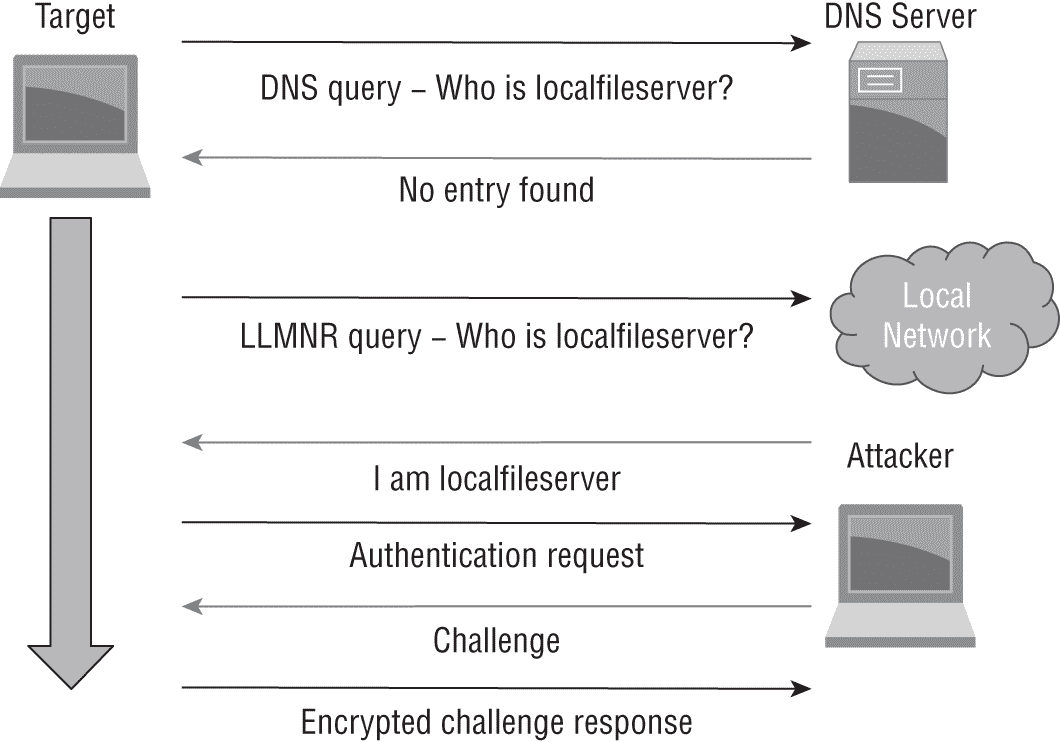 Target
DNS Server
DNS query – Who is localfileserver?
No entry found
Local
Network
LLMNR query – Who is localfileserver?
Attacker
I am localfileserver
Authentication request
Challenge
Encrypted challenge response